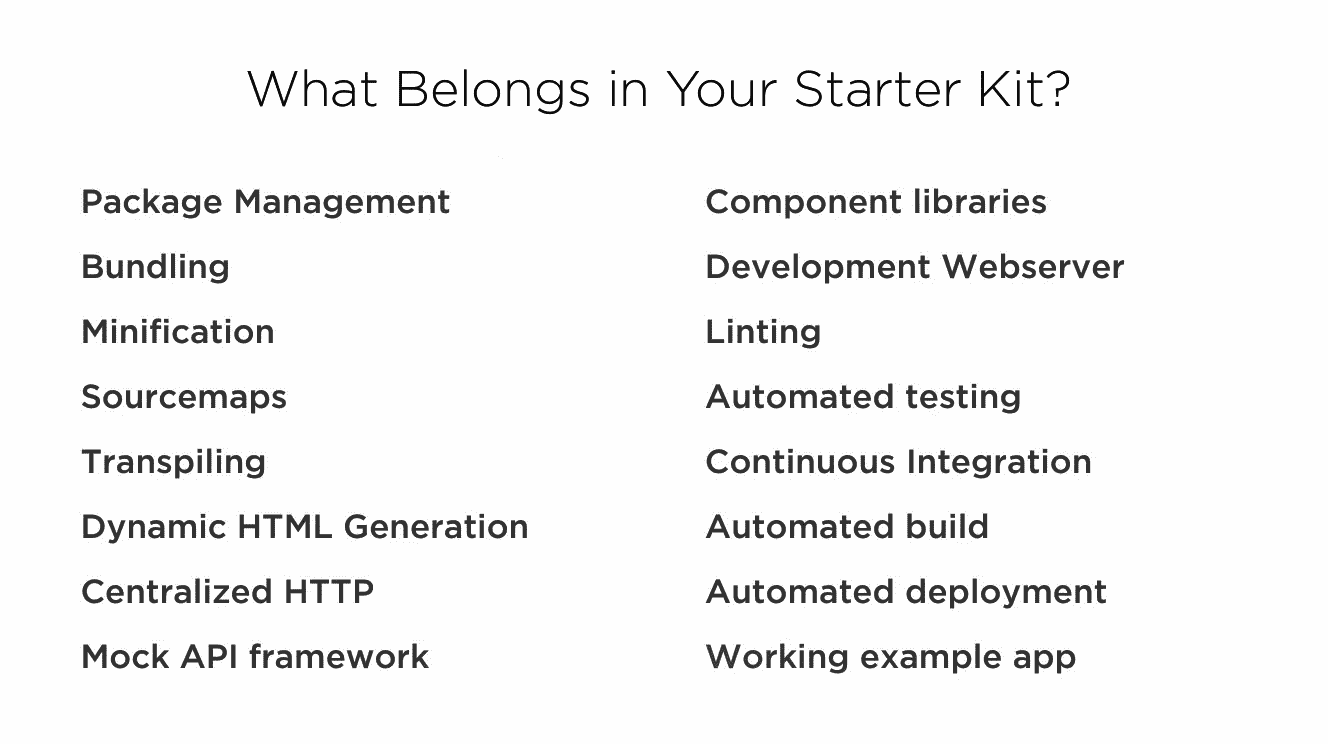 What Belongs in Your Starter Kit?
Package Management
Bundling
Minification
Sourcemaps
Transpiling
Dynamic HTML Generation
Centralized HTTP
Mock API framework
Component libraries
Development Webserver
Linting
Automated testing
Continuous Integration
Automated build
Automated deployment
Working example app